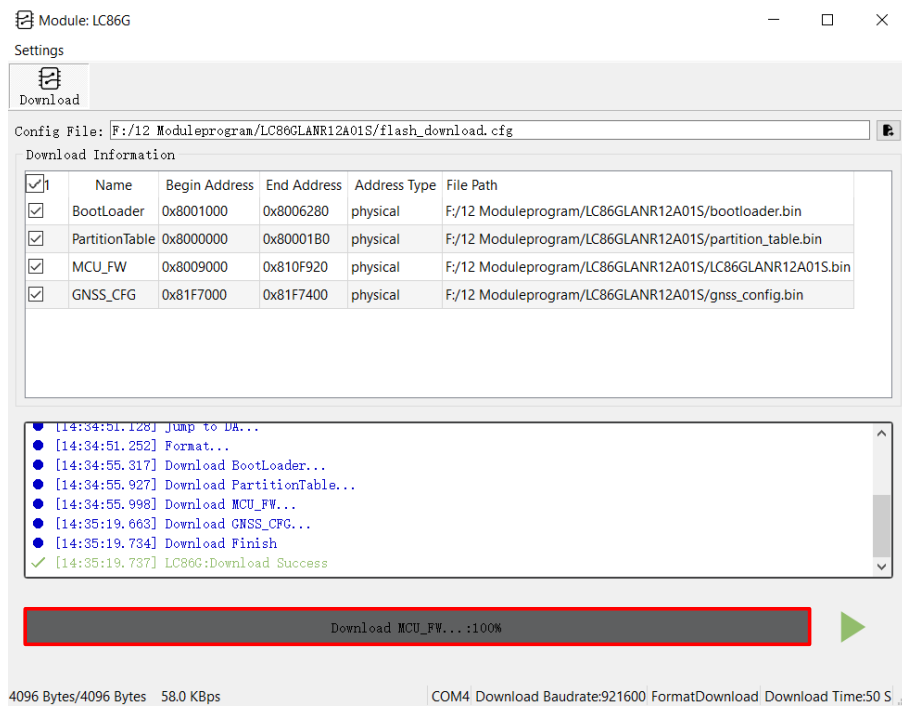 Module: LC86G
Settings
Download
Config File: F:/12 Moduleprogram/LC86GLANR12A01S/flash_download.cfg
Download Information
1 Name Begin Address End Address Address Type File Path
BootLoader 0x8001000 0x8006280 physical F:/12 Moduleprogram/LC86GLANR12A01S/bootloader.bin
PartitionTable 0x8000000 0x80001B0 physical F:/12 Moduleprogram/LC86GLANR12A01S/partition_table.bin
MCU_FW 0x8009000 0x810F920 physical F:/12 Moduleprogram/LC86GLANR12A01S/LC86GLANR12A01S.bin
GNSS_CFG 0x81F7000 0x81F7400 physical F:/12 Moduleprogram/LC86GLANR12A01S/gnss_config.bin
[14:34:51.128] Jump to DA...
[14:34:51.252] Format...
[14:34:55.317] Download BootLoader...
[14:34:55.927] Download PartitionTable...
[14:34:55.998] Download MCU_FW...
[14:35:19.663] Download GNSS_CFG...
[14:35:19.734] Download Finish
[14:35:19.737] LC86G:Download Success
Download MCU_FW...:100%
4096 Bytes/4096 Bytes 58.0 KBps COM4 Download Baudrate:921600 FormatDownload Download Time:50 S